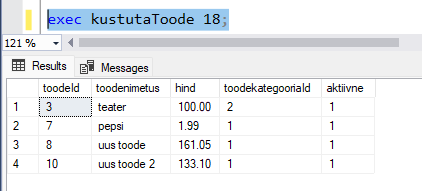 exec kustutaToode 18;
121 %
Results Messages
toodeId toodenimetus hind toodekategooriaId aktiivne
1 3 teater 100.00 2 1
2 7 pepsi 1.99 1 1
3 8 uus toode 161.05 1 1
4 10 uus toode 2 133.10 1 1